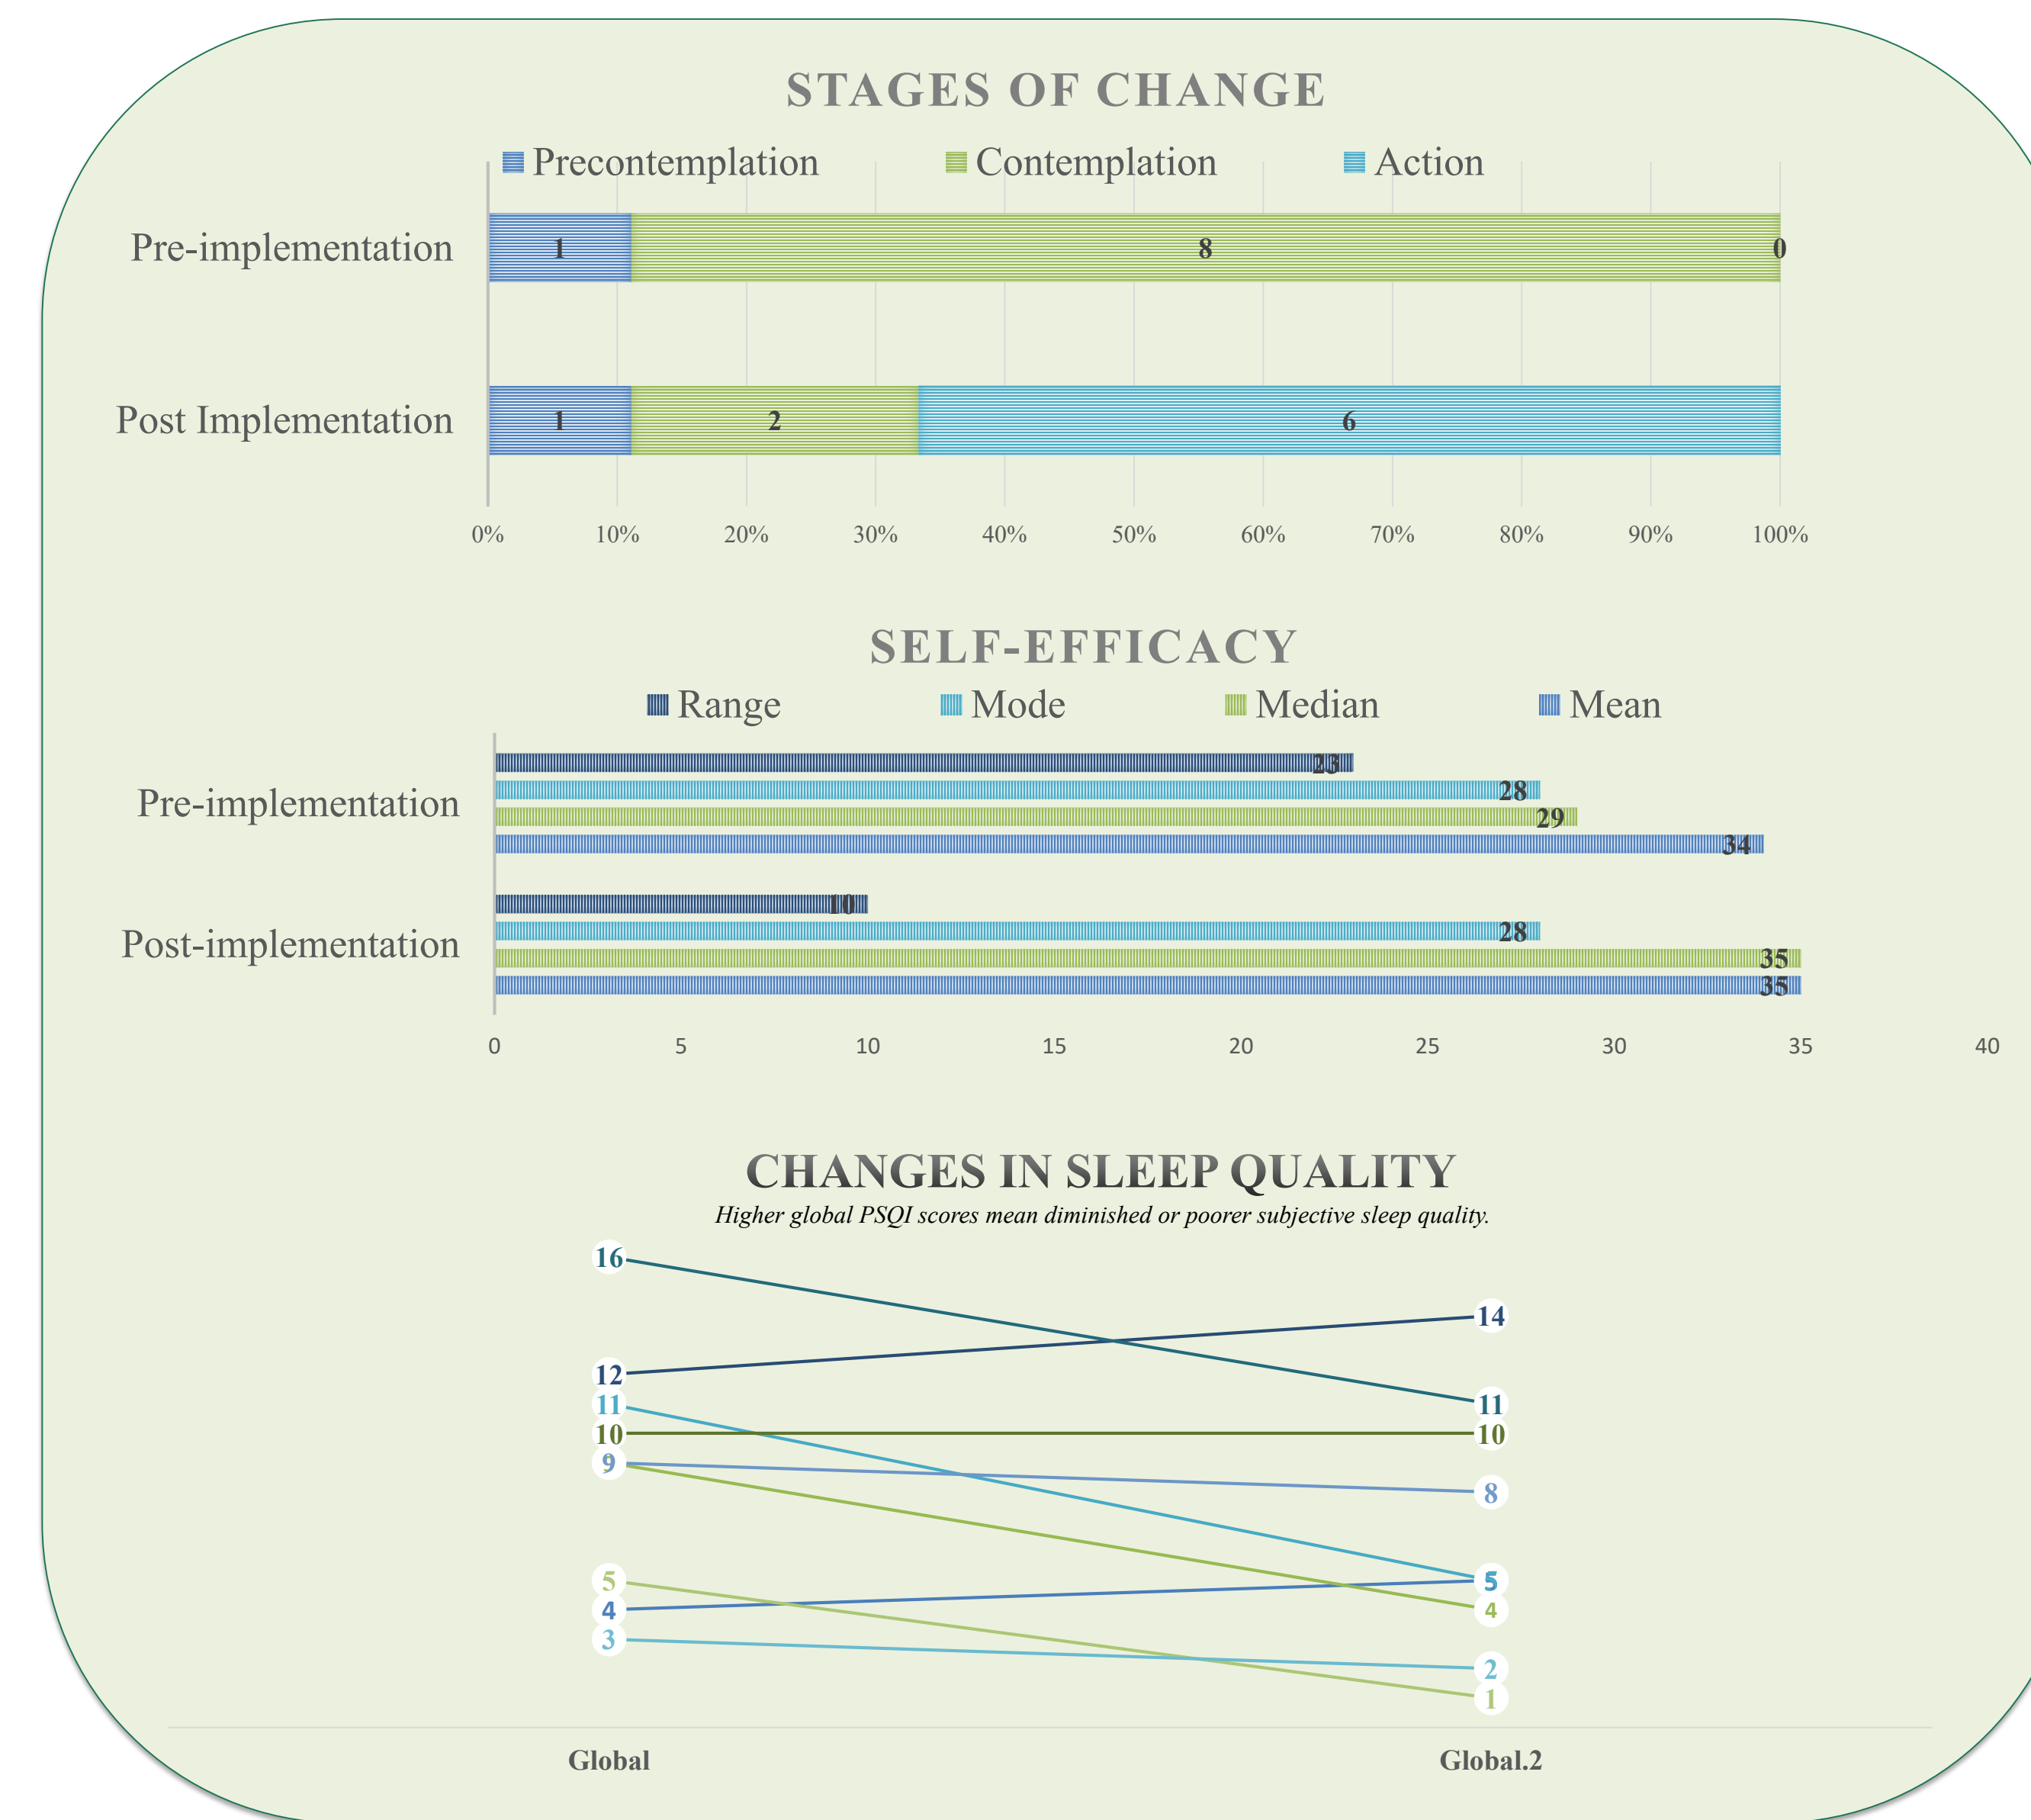 STAGES OF CHANGE
Precontemplation Contemplation Action
Pre-implementation 1 8 0
Post Implementation 1 2 6
0% 10% 20% 30% 40% 50% 60% 70% 80% 90% 100%
SELF-EFFICACY
Range Mode Median Mean
23
28
Pre-implementation
29
34
10
28
Post-implementation
35
35
0 5 10 15 20 25 30 35 40
CHANGES IN SLEEP QUALITY
Higher global PSQI scores mean diminished or poorer subjective sleep quality.
16
14
12
11 11
10 10
9
8
5 5
4 4
3
2
1
Global Global.2